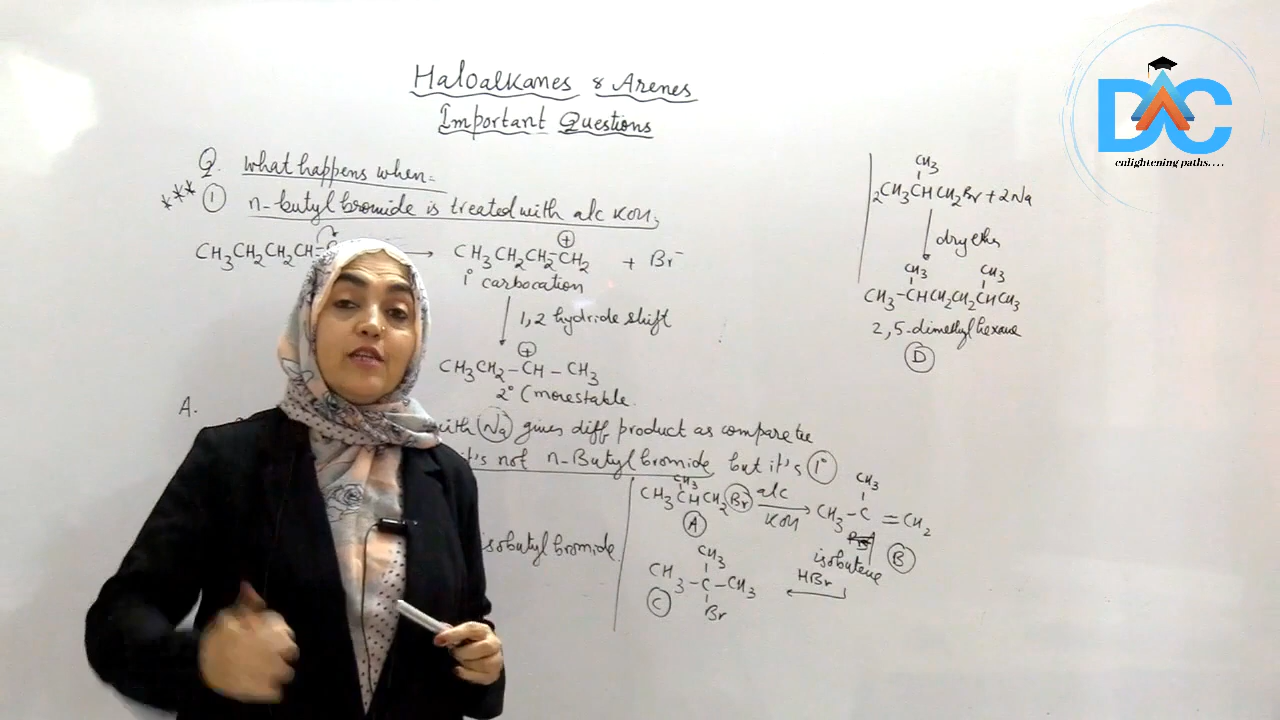 Haloalkanes & Arenes
Important Questions
Q. what happens when:-
*** ① n-butyl bromide is treated with alc KOH,
CH3CH2CH2CH → CH3CH2CH2-CH2 + Br⁻
⊕
1° carbocation
↓ 1,2 hydride shift
⊕
CH3CH2-CH-CH3
2° (more stable
A.
with Na gives diff product as compare to
it's not n-Butyl bromide but it's 1°
isobutyl bromide.
CH3
CH3CHCH2Br alc → KOH CH3-C=CH2
CH3
A
B
isobutene
HBr
CH3
CH3-C-CH3
Br
C
CH3
2CH3CHCH2Br + 2Na
↓ dry ether
CH3 CH3
CH3-CHCH2CH2CHCH3
2,5-dimethyl hexane
D
DAC
enlightening paths....